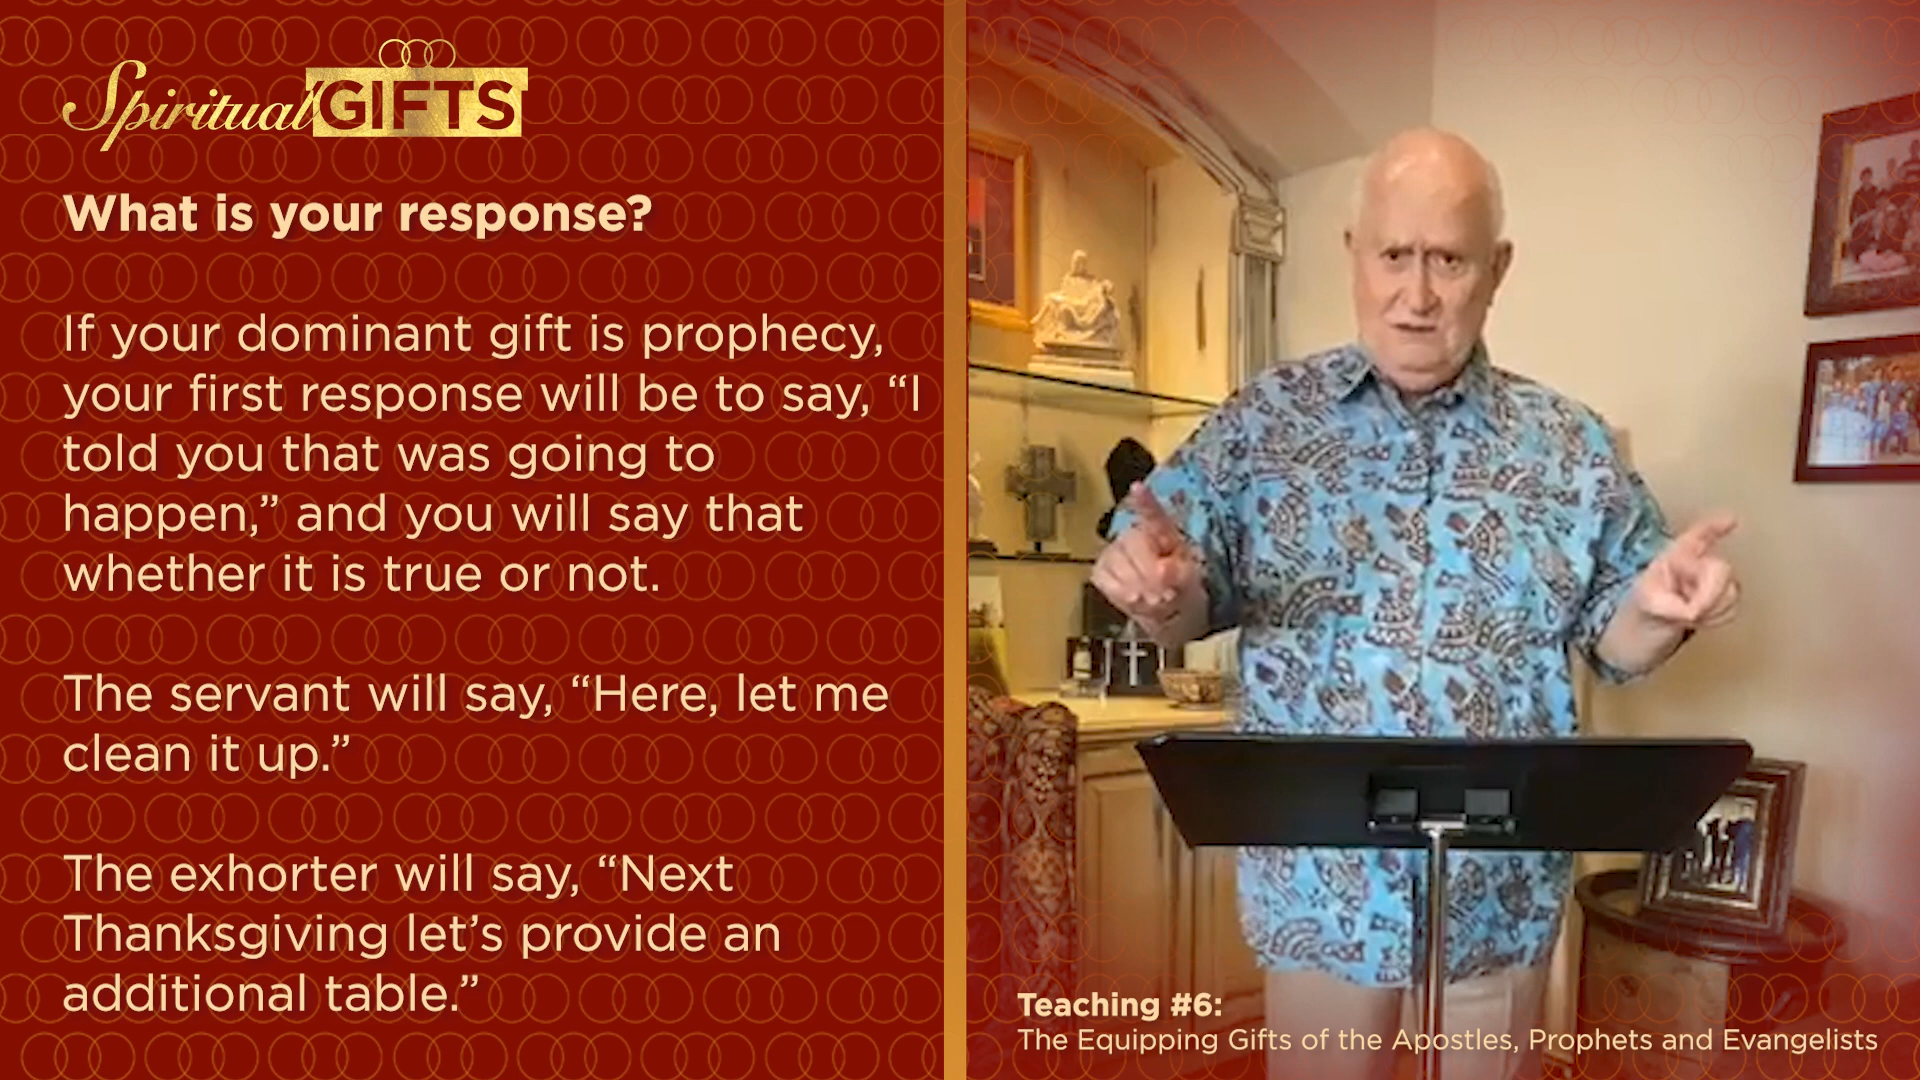 Spiritual GIFTS
What is your response?
If your dominant gift is prophecy,
your first response will be to say, “I
told you that was going to
happen,” and you will say that
whether it is true or not.
The servant will say, “Here, let me
clean it up.”
The exhorter will say, “Next
Thanksgiving let’s provide an
additional table.”
Teaching #6:
The Equipping Gifts of the Apostles, Prophets and Evangelists